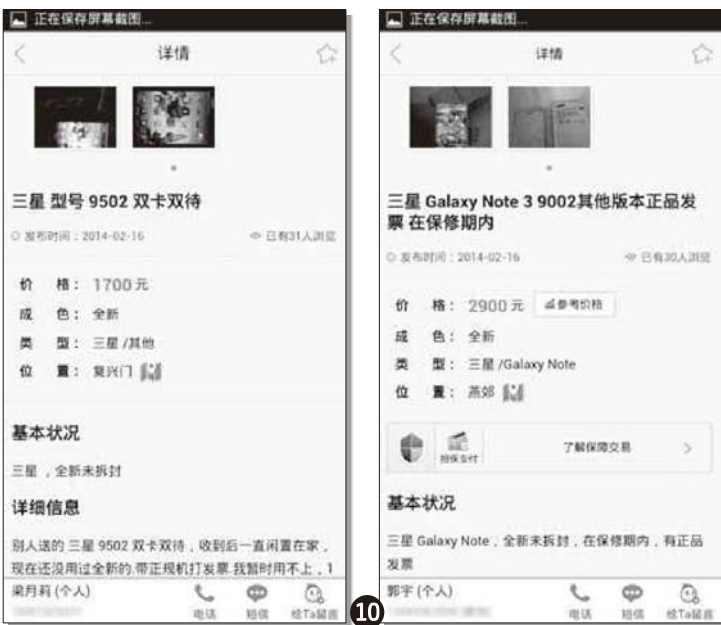 正在保存屏幕截图...
详情
三星 型号 9502 双卡双待
发布时间：2014-02-16
已有31人浏览
价 格： 1700 元
成 色： 全新
类 型： 三星 /其他
位 置： 复兴门
基本状况
三星 ，全新未拆封
详细信息
别人送的 三星 9502 双卡双待，收到后一直闲置在家，
现在还没用过全新的.带正规机打发票.我暂时用不上，1
梁月莉 (个人)
电话
短信
给Ta留言
正在保存屏幕截图...
详情
三星 Galaxy Note 3 9002其他版本正品发
票 在保修期内
发布时间：2014-02-16
已有30人浏览
价 格： 2900 元
参考价格
成 色： 全新
类 型： 三星 /Galaxy Note
位 置： 燕郊
担保支付
了解保障交易
基本状况
三星 Galaxy Note，全新未拆封，在保修期内，有正品
发票
郭宇 (个人)
电话
短信
给Ta留言
10